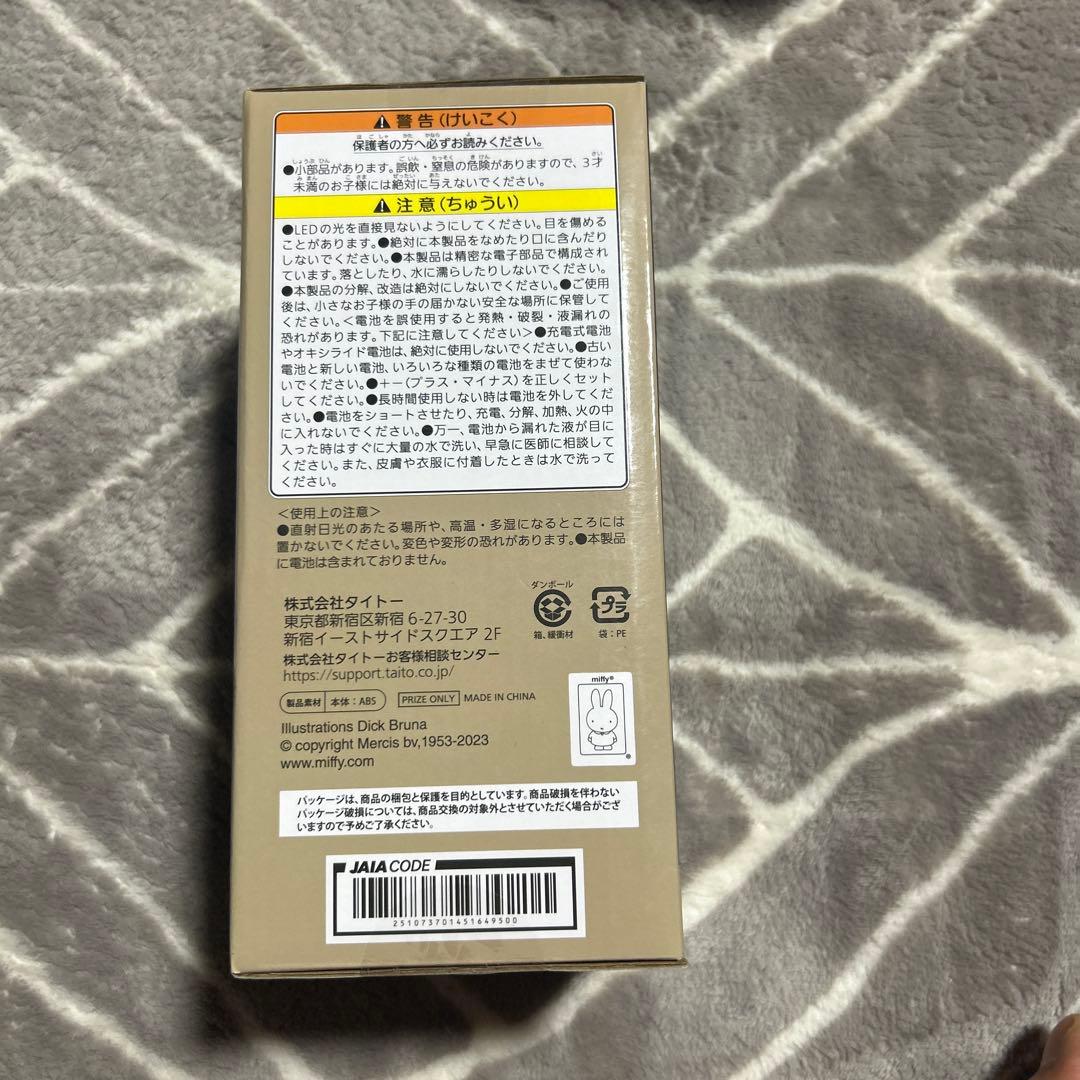 ⚠警告(けいこく)
保護者の方へ必ずお読みください。
●小部品があります。誤飲・窒息の危険がありますので、3才
未満のお子様には絶対に与えないでください。
⚠注意(ちゅうい)
●LEDの光を直接見ないようにしてください。目を傷める
ことがあります。●絶対に本製品をなめたり口に含んだり
しないでください。●本製品は精密な電子部品で構成され
ています。落としたり、水に濡らしたりしないでください。
●本製品の分解、改造は絶対にしないでください。●ご使用
後は、小さなお子様の手の届かない安全な場所に保管して
ください。<電池を誤使用すると発熱・破裂・液漏れの
恐れがあります。下記に注意してください>●充電式電池
やオキシライド電池は、絶対に使用しないでください。●古い
電池と新しい電池、いろいろな種類の電池をまぜて使わな
いでください。●+-(プラス・マイナス)を正しくセット
してください。●長時間使用しない時は電池を外してくだ
さい。●電池をショートさせたり、充電、分解、加熱、火の中
に入れないでください。●万一、電池から漏れた液が目に
入った時はすぐに大量の水で洗い、早急に医師に相談して
ください。また、皮膚や衣服に付着したときは水で洗って
ください。
<使用上の注意>
●直射日光のあたる場所や、高温・多湿になるところには
置かないでください。変色や変形の恐れがあります。●本製品
に電池は含まれておりません。
株式会社タイトー
東京都新宿区新宿 6-27-30
新宿イーストサイドスクエア 2F
株式会社タイトーお客様相談センター
https://support.taito.co.jp/
ダンボール
箱、緩衝材
プラ
袋:PE
製品素材 本体:ABS PRIZE ONLY MADE IN CHINA
Illustrations Dick Bruna
© copyright Mercis bv,1953-2023
www.miffy.com
miffy®
パッケージは、商品の梱包と保護を目的としています。商品破損を伴わない
パッケージ破損については、商品交換の対象外とさせていただく場合がござ
いますので予めご了承ください。
JAIA CODE
251073701451649500